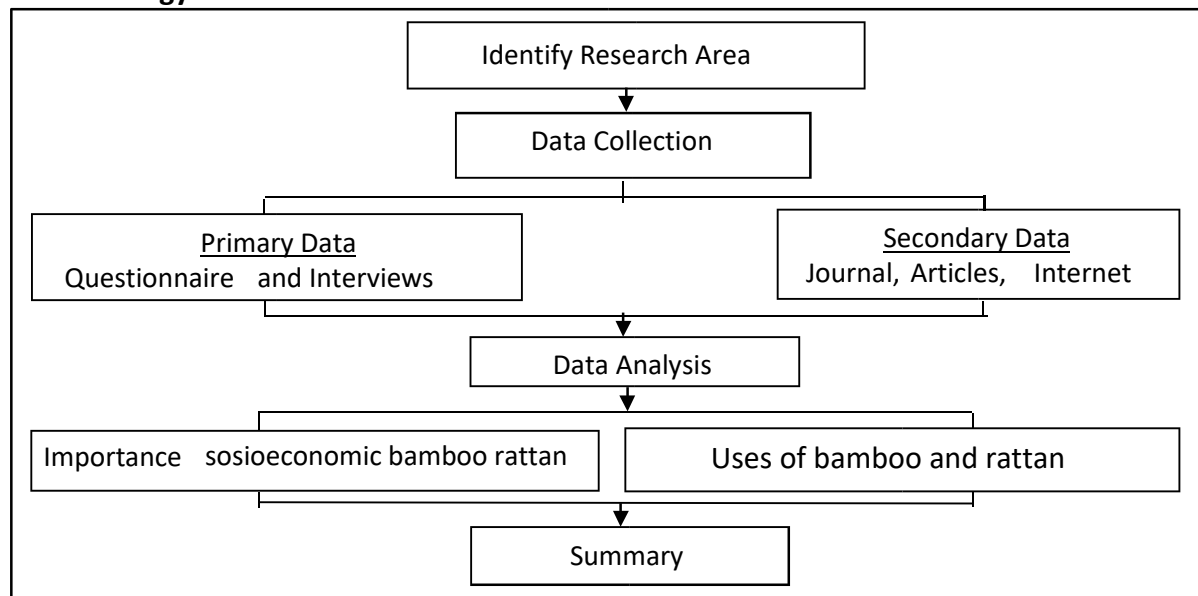 Identify Research Area
Data Collection
Primary Data
Questionnaire and Interviews
Secondary Data
Journal, Articles, Internet
Data Analysis
Importance sosioeconomic bamboo rattan
Uses of bamboo and rattan
Summary